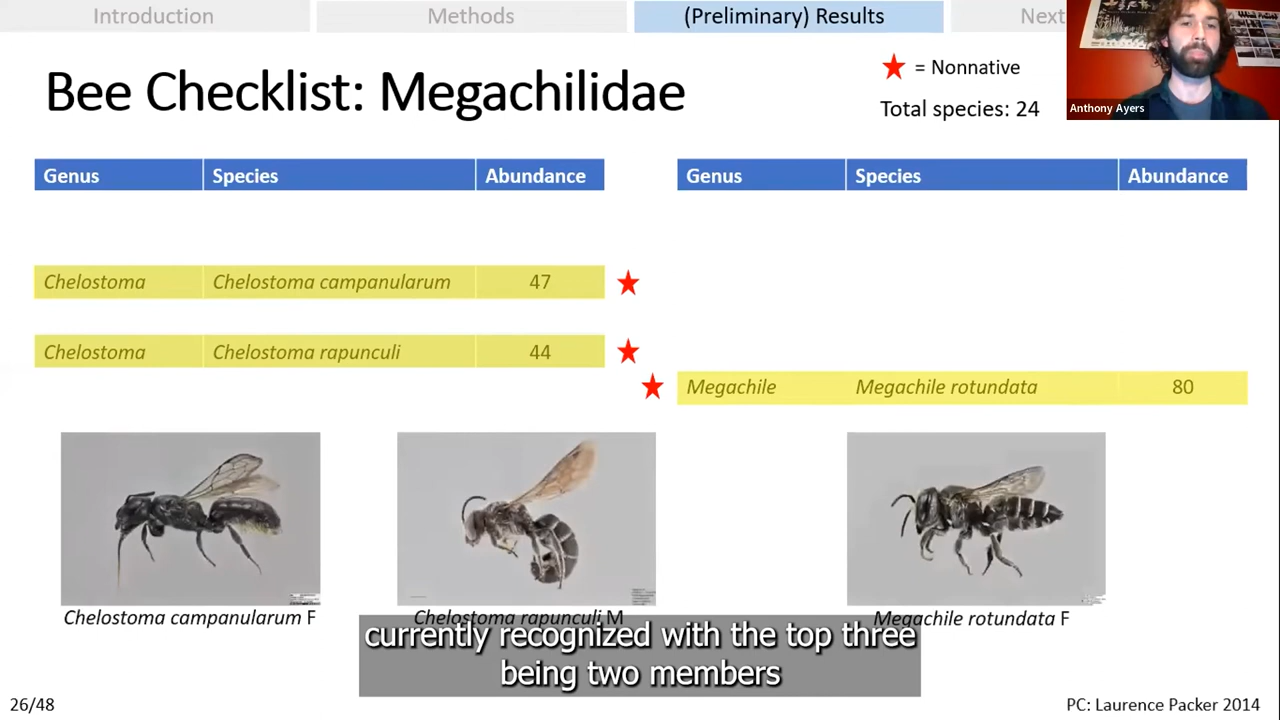 Introduction
Methods
(Preliminary) Results
Next
Bee Checklist: Megachilidae
= Nonnative
Total species: 24
Anthony Ayers
Genus Species Abundance
Chelostoma Chelostoma campanularum 47
Chelostoma Chelostoma rapunculi 44
Genus Species Abundance
Megachile Megachile rotundata 80
Chelostoma campanularum F
Chelostoma rapunculi M
Megachile rotundata F
currently recognized with the top three
being two members
26/48
PC: Laurence Packer 2014